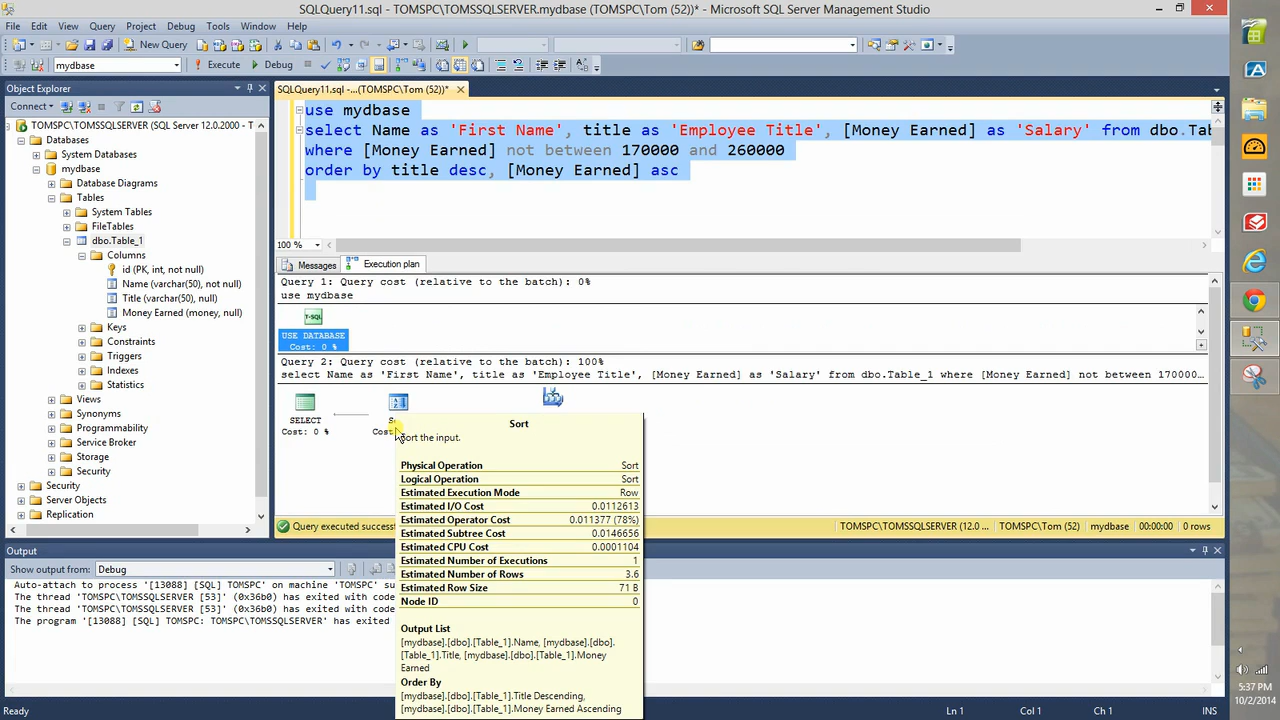 SQLQuery11.sql - TOMSPC\TOMSSQLSERVER.mydbase (TOMSPC\Tom (52))* - Microsoft SQL Server Management Studio
File Edit View Query Project Debug Tools Window Help
New Query
mydbase Execute Debug
Object Explorer
Connect
TOMSPC\TOMSSQLSERVER (SQL Server 12.0.2000 - T
Databases
System Databases
mydbase
Database Diagrams
Tables
System Tables
FileTables
dbo.Table_1
Columns
id (PK, int, not null)
Name (varchar(50), not null)
Title (varchar(50), null)
Money Earned (money, null)
Keys
Constraints
Triggers
Indexes
Statistics
Views
Synonyms
Programmability
Service Broker
Storage
Security
Security
Server Objects
Replication
SQLQuery11.sql -...(TOMSPC\Tom (52))*
use mydbase
select Name as 'First Name', title as 'Employee Title', [Money Earned] as 'Salary' from dbo.Tab
where [Money Earned] not between 170000 and 260000
order by title desc, [Money Earned] asc
100 %
Messages Execution plan
Query 1: Query cost (relative to the batch): 0%
use mydbase
T-SQL
USE DATABASE
Cost: 0 %
Query 2: Query cost (relative to the batch): 100%
select Name as 'First Name', title as 'Employee Title', [Money Earned] as 'Salary' from dbo.Table_1 where [Money Earned] not between 170000...
SELECT
Cost: 0 %
Cost
Sort
Sort the input.
Physical Operation Sort
Logical Operation Sort
Estimated Execution Mode Row
Estimated I/O Cost 0.0112613
Estimated Operator Cost 0.011377 (78%)
Estimated Subtree Cost 0.0146656
Estimated CPU Cost 0.0001104
Estimated Number of Executions 1
Estimated Number of Rows 3.6
Estimated Row Size 71 B
Node ID 0
Output List
[mydbase].[dbo].[Table_1].Name, [mydbase].[dbo].
[Table_1].Title, [mydbase].[dbo].[Table_1].Money
Earned
Order By
[mydbase].[dbo].[Table_1].Title Descending,
[mydbase].[dbo].[Table_1].Money Earned Ascending
Query executed success
TOMSPC\TOMSSQLSERVER (12.0 ... TOMSPC\Tom (52) mydbase 00:00:00 0 rows
Output
Show output from: Debug
Auto-attach to process '[13088] [SQL] TOMSPC' on machine 'TOMSPC' su
The thread 'TOMSPC\TOMSSQLSERVER [53]' (0x36b0) has exited with code
The thread 'TOMSPC\TOMSSQLSERVER [52]' (0x36b0) has exited with code
The program '[13088] [SQL] TOMSPC: TOMSPC\TOMSSQLSERVER' has exited
Ready Ln 1 Col 1 Ch 1 INS
5:37 PM
10/2/2014